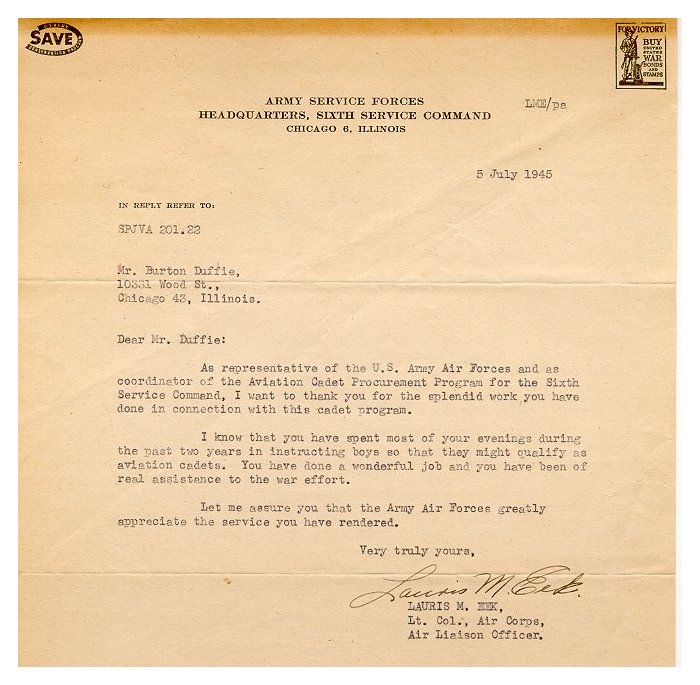 SAVE
FOR VICTORY
BUY
UNITED
STATES
WAR
BONDS
AND
STAMPS
ARMY SERVICE FORCES
HEADQUARTERS, SIXTH SERVICE COMMAND
CHICAGO 6, ILLINOIS
LME/pa
5 July 1945
IN REPLY REFER TO:
SPJVA 201.22
Mr. Burton Duffie,
10331 Wood St.,
Chicago 43, Illinois.
Dear Mr. Duffie:
As representative of the U.S. Army Air Forces and as
coordinator of the Aviation Cadet Procurement Program for the Sixth
Service Command, I want to thank you for the splendid work you have
done in connection with this cadet program.
I know that you have spent most of your evenings during
the past two years in instructing boys so that they might qualify as
aviation cadets. You have done a wonderful job and you have been of
real assistance to the war effort.
Let me assure you that the Army Air Forces greatly
appreciate the service you have rendered.
Very truly yours,
Lauris M. Eek.
LAURIS M. EEK,
Lt. Col., Air Corps,
Air Liaison Officer.